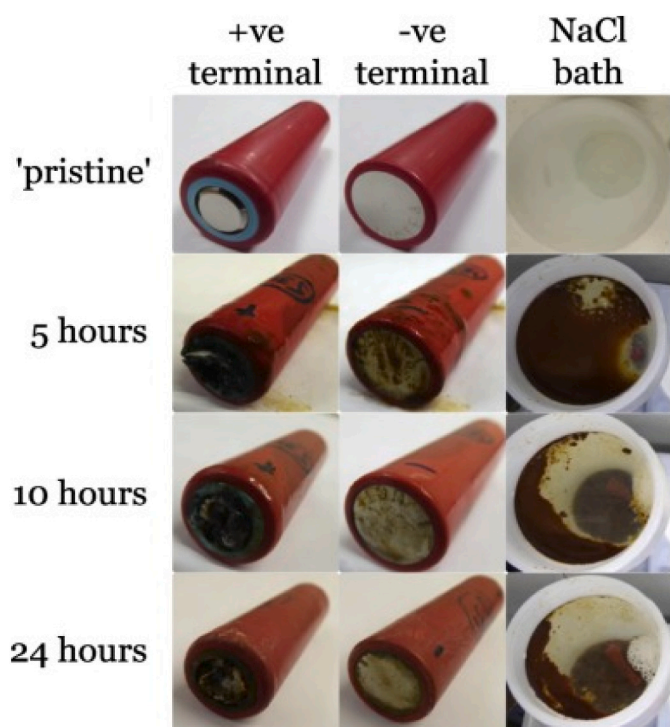 +ve
terminal
-ve
terminal
NaCl
bath
'pristine'
5 hours
10 hours
24 hours
+
+